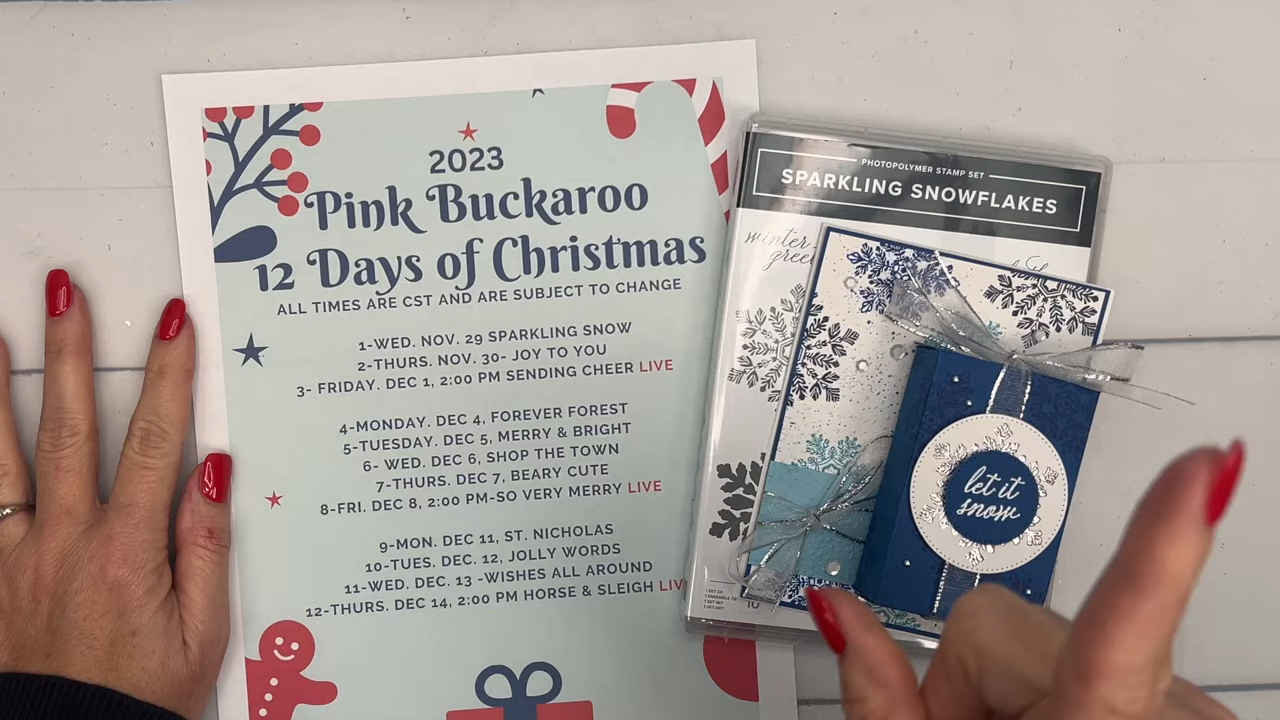 2023
Pink Buckaroo
12 Days of Christmas
ALL TIMES ARE CST AND ARE SUBJECT TO CHANGE
1-WED. NOV. 29 SPARKLING SNOW
2-THURS. NOV. 30- JOY TO YOU
3- FRIDAY. DEC 1, 2:00 PM SENDING CHEER LIVE
4-MONDAY. DEC 4, FOREVER FOREST
5-TUESDAY. DEC 5, MERRY & BRIGHT
6- WED. DEC 6, SHOP THE TOWN
7-THURS. DEC 7, BEARY CUTE
8-FRI. DEC 8, 2:00 PM-SO VERY MERRY LIVE
9-MON. DEC 11, ST. NICHOLAS
10-TUES. DEC. 12, JOLLY WORDS
11-WED. DEC. 13 -WISHES ALL AROUND
12-THURS. DEC 14, 2:00 PM HORSE & SLEIGH LIV
PHOTOPOLYMER STAMP SET
SPARKLING SNOWFLAKES
winter
gree
let it
snow
10